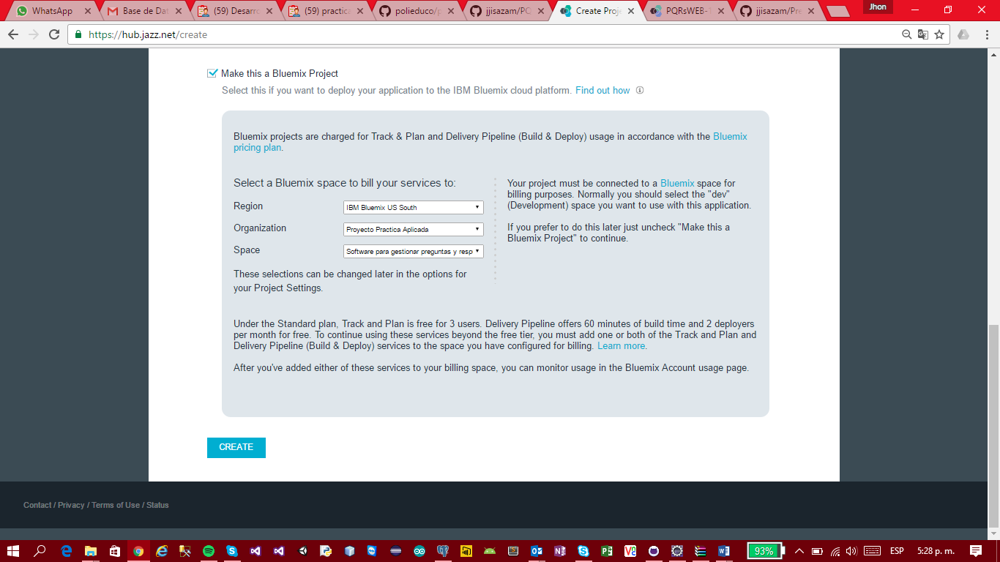 WhatsApp
Base de Dat
(59) Desarro
(59) practica
polieduco/p
jjisazam/PQ
Create Proje
PQRsWEB-T
jjisazam/Pre
Jhon
https://hub.jazz.net/create
Make this a Bluemix Project
Select this if you want to deploy your application to the IBM Bluemix cloud platform. Find out how
Bluemix projects are charged for Track & Plan and Delivery Pipeline (Build & Deploy) usage in accordance with the Bluemix
pricing plan.
Select a Bluemix space to bill your services to:
Region
IBM Bluemix US South
Organization
Proyecto Practica Aplicada
Space
Software para gestionar preguntas y resp
These selections can be changed later in the options for
your Project Settings.
Your project must be connected to a Bluemix space for
billing purposes. Normally you should select the "dev"
(Development) space you want to use with this application.
If you prefer to do this later just uncheck "Make this a
Bluemix Project" to continue.
Under the Standard plan, Track and Plan is free for 3 users. Delivery Pipeline offers 60 minutes of build time and 2 deployers
per month for free. To continue using these services beyond the free tier, you must add one or both of the Track and Plan and
Delivery Pipeline (Build & Deploy) services to the space you have configured for billing. Learn more.
After you've added either of these services to your billing space, you can monitor usage in the Bluemix Account usage page.
CREATE
Contact / Privacy / Terms of Use / Status
93%
ESP
5:28 p. m.